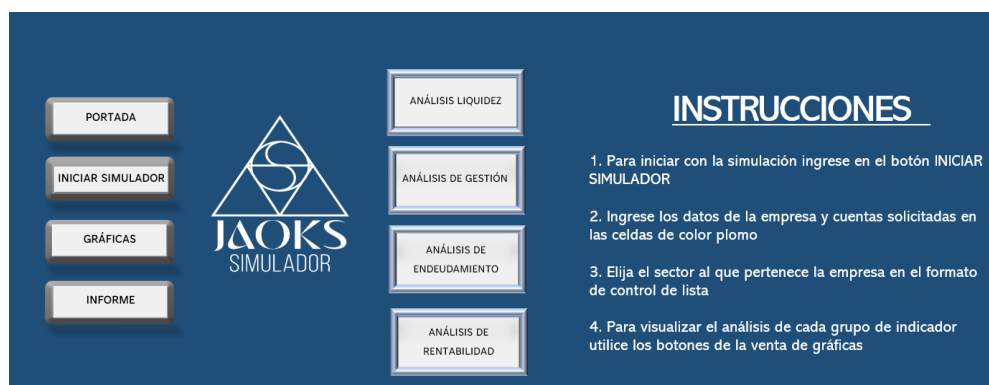 PORTADA
INICIAR SIMULADOR
GRÁFICAS
INFORME
JAOKS
SIMULADOR
ANÁLISIS LIQUIDEZ
ANÁLISIS DE GESTIÓN
ANÁLISIS DE
ENDEUDAMIENTO
ANÁLISIS DE
RENTABILIDAD
INSTRUCCIONES
1. Para iniciar con la simulación ingrese en el botón INICIAR
SIMULADOR
2. Ingrese los datos de la empresa y cuentas solicitadas en
las celdas de color plomo
3. Elija el sector al que pertenece la empresa en el formato
de control de lista
4. Para visualizar el análisis de cada grupo de indicador
utilice los botones de la venta de gráficas